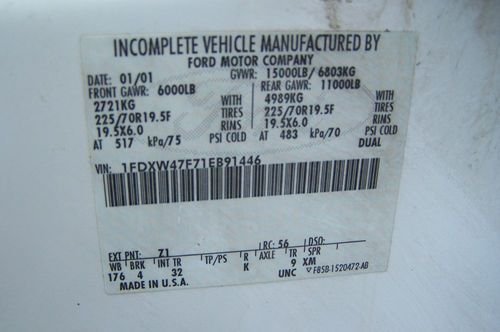 INCOMPLETE VEHICLE MANUFACTURED BY
FORD MOTOR COMPANY
DATE: 01/01 GVWR: 15000LB/ 6803KG
FRONT GAWR: 6000LB REAR GAWR: 11000LB
2721KG WITH 4989KG WITH
225/70R19.5F TIRES 225/70R19.5F TIRES
19.5X6.0 RIMS 19.5X6.0 RIMS
AT 517 kPa/75 PSI COLD AT 483 kPa/70 PSI COLD
DUAL
VIN: 1FDXW47F71EB91446
EXT PNT: Z1 RC: 56 DSO:
WB BRK INT TR TP/PS R AXLE TR SPR
176 4 32 K 9 XM
MADE IN U.S.A. UNC F85B-1520472-AB